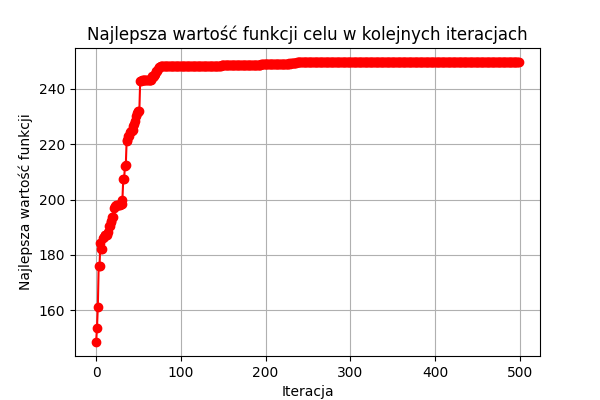 Najlepsza wartość funkcji celu w kolejnych iteracjach
Najlepsza wartość funkcji
240
220
200
180
160
0 100 200 300 400 500
Iteracja